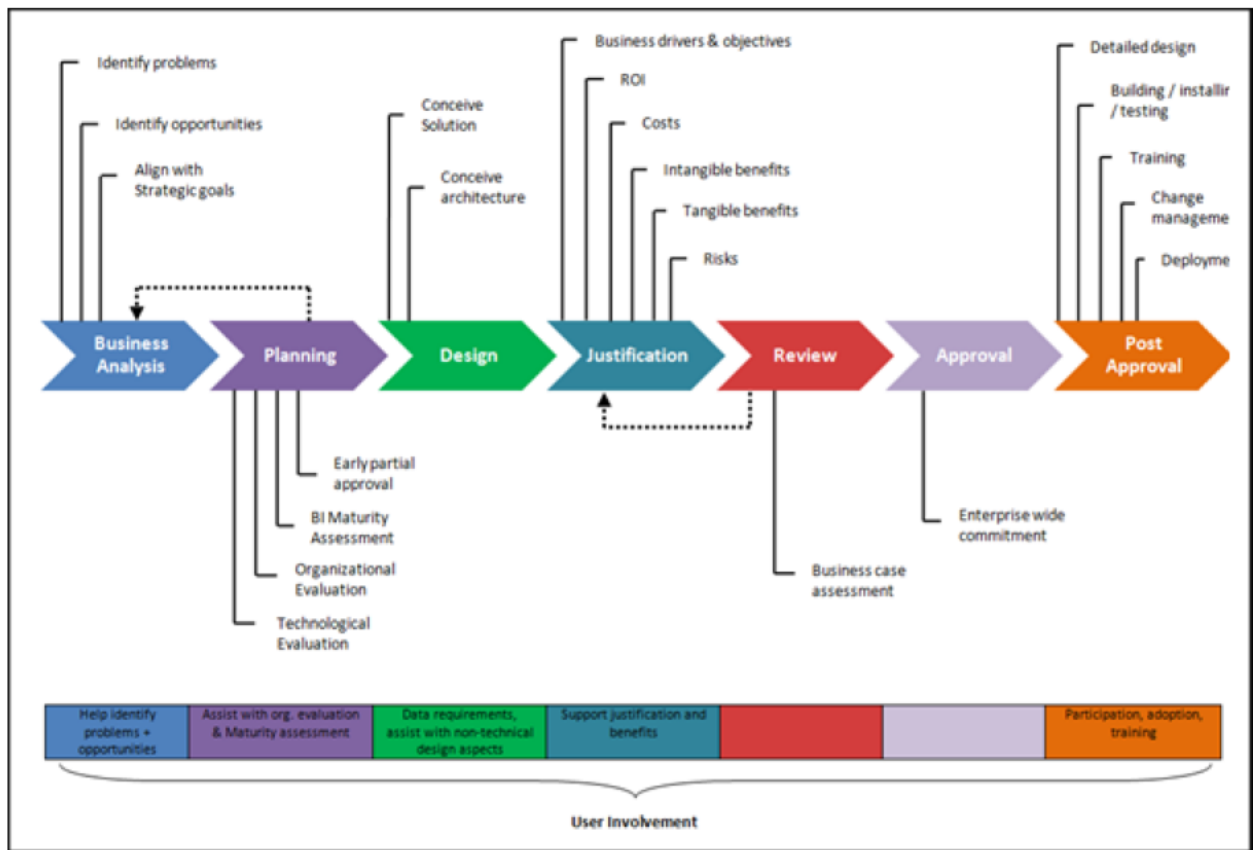 Identify problems
Identify opportunities
Align with
Strategic goals
Conceive
Solution
Conceive
architecture
Business drivers & objectives
ROI
Costs
Intangible benefits
Tangible benefits
Risks
Detailed design
Building / installin
/ testing
Training
Change
manageme
Deployme
Business
Analysis
Planning
Design
Justification
Review
Approval
Post
Approval
Early partial
approval
BI Maturity
Assessment
Organizational
Evaluation
Technological
Evaluation
Business case
assessment
Enterprise wide
commitment
Help identify
problems +
opportunities
Assist with org. evaluation
& Maturity assessment
Data requirements,
assist with non-technical
design aspects
Support justification and
benefits
Participation, adoption,
training
User Involvement